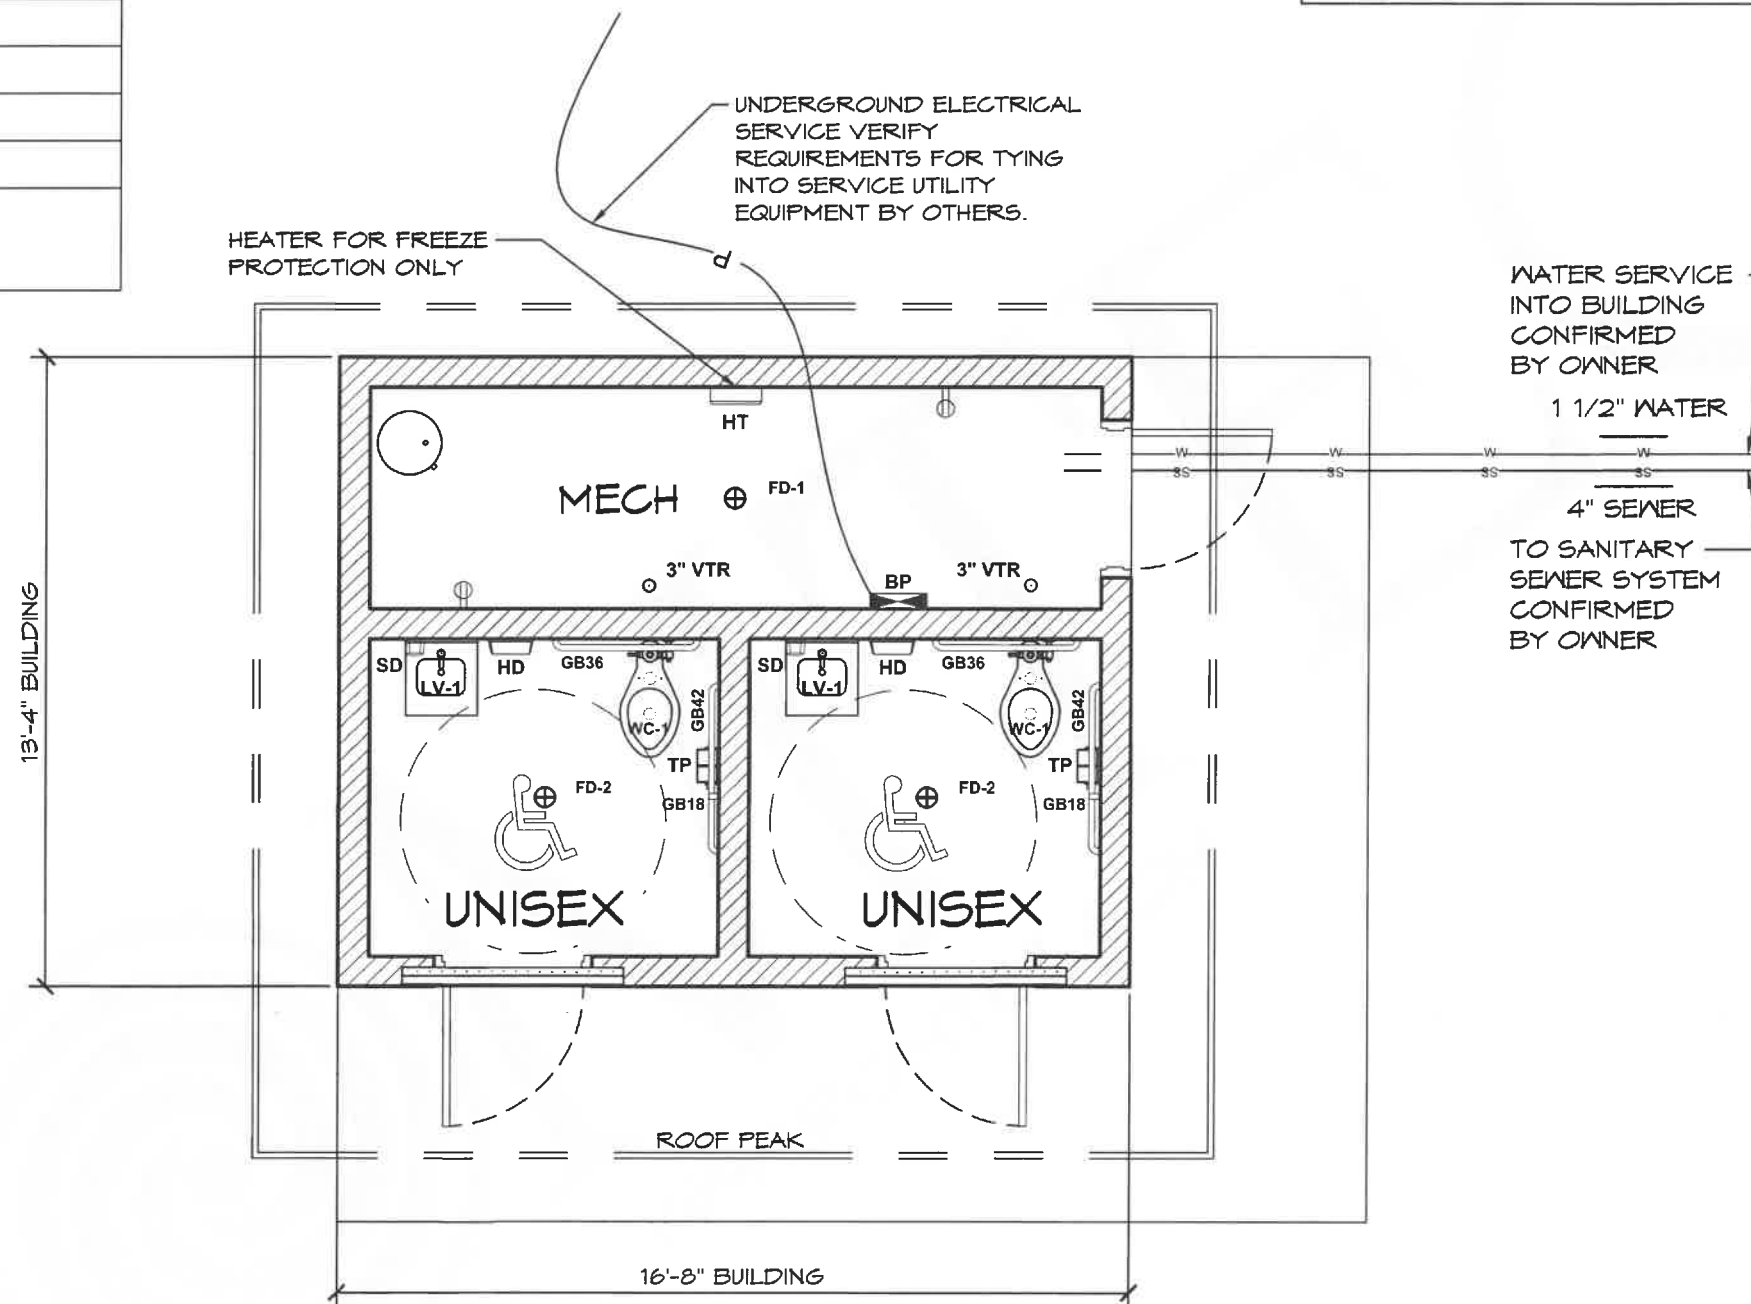 UNDERGROUND ELECTRICAL
SERVICE VERIFY
REQUIREMENTS FOR TYING
INTO SERVICE UTILITY
EQUIPMENT BY OTHERS.
HEATER FOR FREEZE
PROTECTION ONLY
P
WATER SERVICE
INTO BUILDING
CONFIRMED
BY OWNER
1 1/2" WATER
W W W W
SS SS SS SS
4" SEWER
TO SANITARY
SEWER SYSTEM
CONFIRMED
BY OWNER
13'-4" BUILDING
HT
MECH
FD-1
3" VTR
BP
3" VTR
SD
LV-1
HD
GB36
WC-1
GB42
TP
GB18
FD-2
UNISEX
SD
LV-1
HD
GB36
WC-1
GB42
TP
GB18
FD-2
UNISEX
ROOF PEAK
16'-8" BUILDING